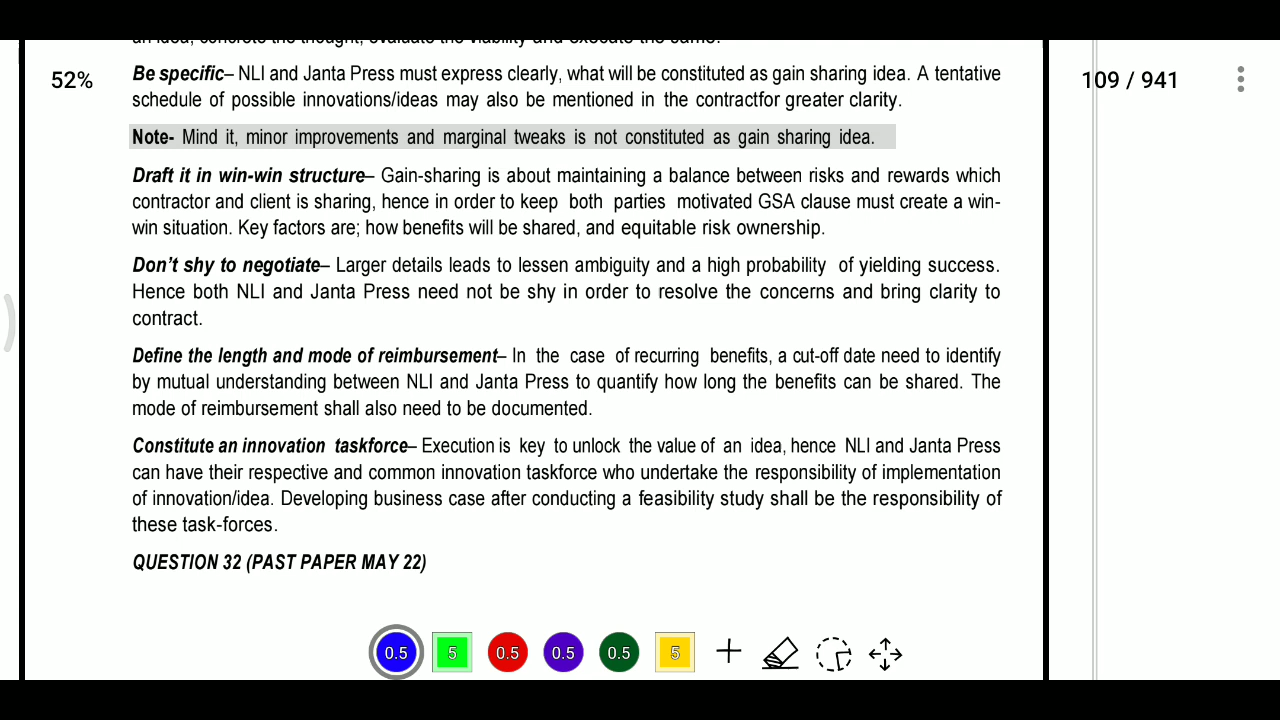 an idea, concrete the thought, evaluate the viability and execute the same.
52%
109 / 941
Be specific– NLI and Janta Press must express clearly, what will be constituted as gain sharing idea. A tentative
schedule of possible innovations/ideas may also be mentioned in the contractfor greater clarity.
Note- Mind it, minor improvements and marginal tweaks is not constituted as gain sharing idea.
Draft it in win-win structure– Gain-sharing is about maintaining a balance between risks and rewards which
contractor and client is sharing, hence in order to keep both parties motivated GSA clause must create a win-
win situation. Key factors are; how benefits will be shared, and equitable risk ownership.
Don’t shy to negotiate– Larger details leads to lessen ambiguity and a high probability of yielding success.
Hence both NLI and Janta Press need not be shy in order to resolve the concerns and bring clarity to
contract.
Define the length and mode of reimbursement– In the case of recurring benefits, a cut-off date need to identify
by mutual understanding between NLI and Janta Press to quantify how long the benefits can be shared. The
mode of reimbursement shall also need to be documented.
Constitute an innovation taskforce– Execution is key to unlock the value of an idea, hence NLI and Janta Press
can have their respective and common innovation taskforce who undertake the responsibility of implementation
of innovation/idea. Developing business case after conducting a feasibility study shall be the responsibility of
these task-forces.
QUESTION 32 (PAST PAPER MAY 22)
0.5 5 0.5 0.5 0.5 5